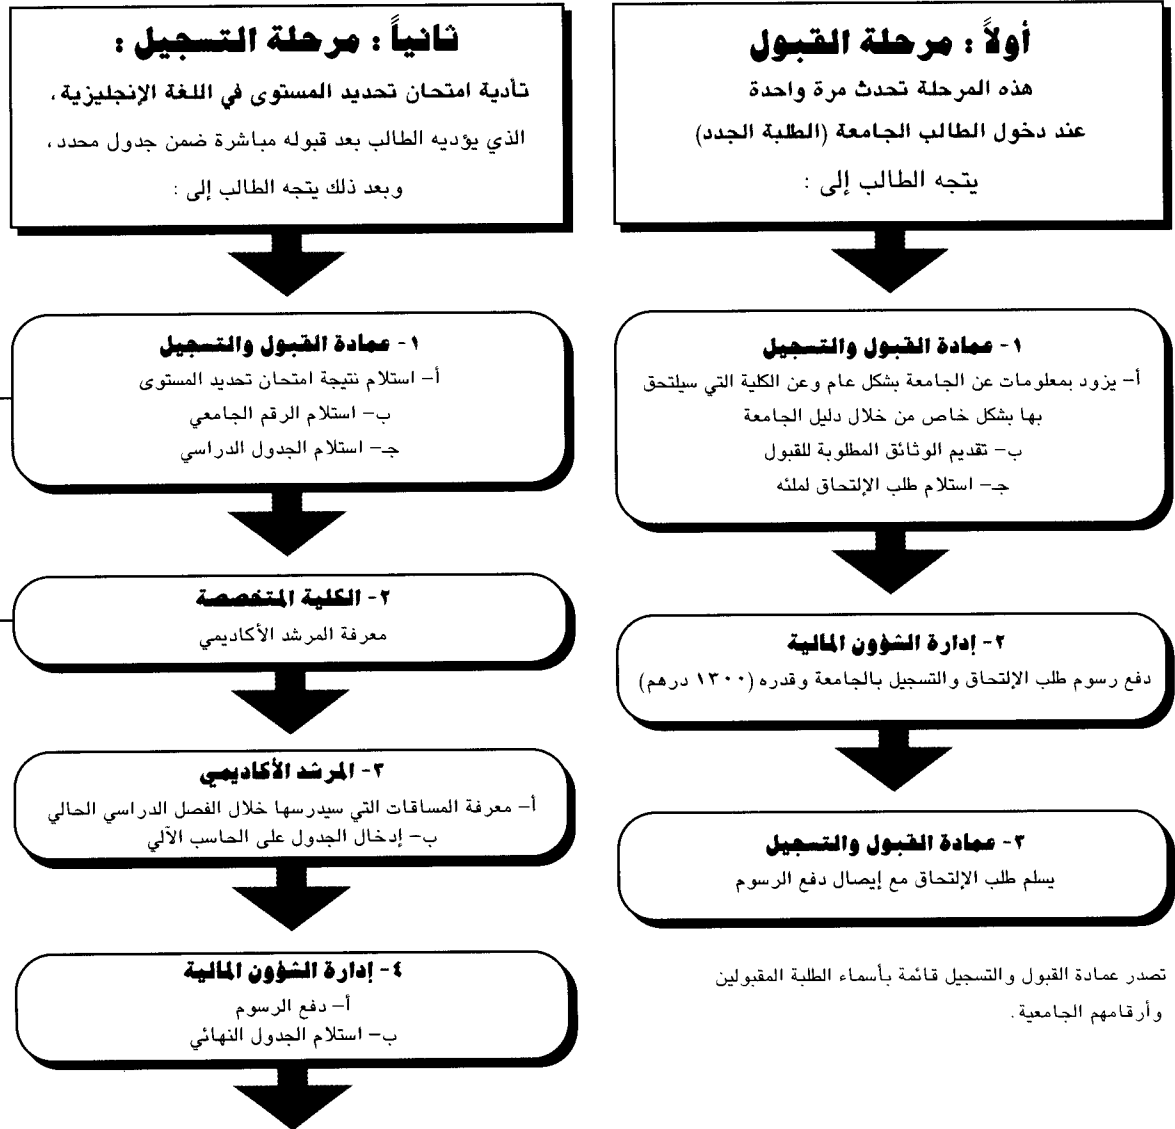 أولاً : مرحلة القبول
هذه المرحلة تحدث مرة واحدة
عند دخول الطالب الجامعة (الطلبة الجدد)
يتجه الطالب إلى :
١- عمادة القبول والتسجيل
أ- يزود بمعلومات عن الجامعة بشكل عام وعن الكلية التي سيلتحق
بها بشكل خاص من خلال دليل الجامعة
ب- تقديم الوثائق المطلوبة للقبول
جـ- استلام طلب الإلتحاق لملئه
٢- إدارة الشؤون المالية
دفع رسوم طلب الإلتحاق والتسجيل بالجامعة وقدره (١٣٠٠ درهم)
٣- عمادة القبول والتسجيل
يسلم طلب الإلتحاق مع إيصال دفع الرسوم
تصدر عمادة القبول والتسجيل قائمة بأسماء الطلبة المقبولين
وأرقامهم الجامعية .
ثانياً : مرحلة التسجيل :
تأدية امتحان تحديد المستوى في اللغة الإنجليزية ،
الذي يؤديه الطالب بعد قبوله مباشرة ضمن جدول محدد ،
وبعد ذلك يتجه الطالب إلى :
١- عمادة القبول والتسجيل
أ- استلام نتيجة امتحان تحديد المستوى
ب- استلام الرقم الجامعي
جـ- استلام الجدول الدراسي
٢- الكلية المتخصصة
معرفة المرشد الأكاديمي
٣- المرشد الأكاديمي
أ- معرفة المساقات التي سيدرسها خلال الفصل الدراسي الحالي
ب- إدخال الجدول على الحاسب الآلي
٤- إدارة الشؤون المالية
أ- دفع الرسوم
ب- استلام الجدول النهائي